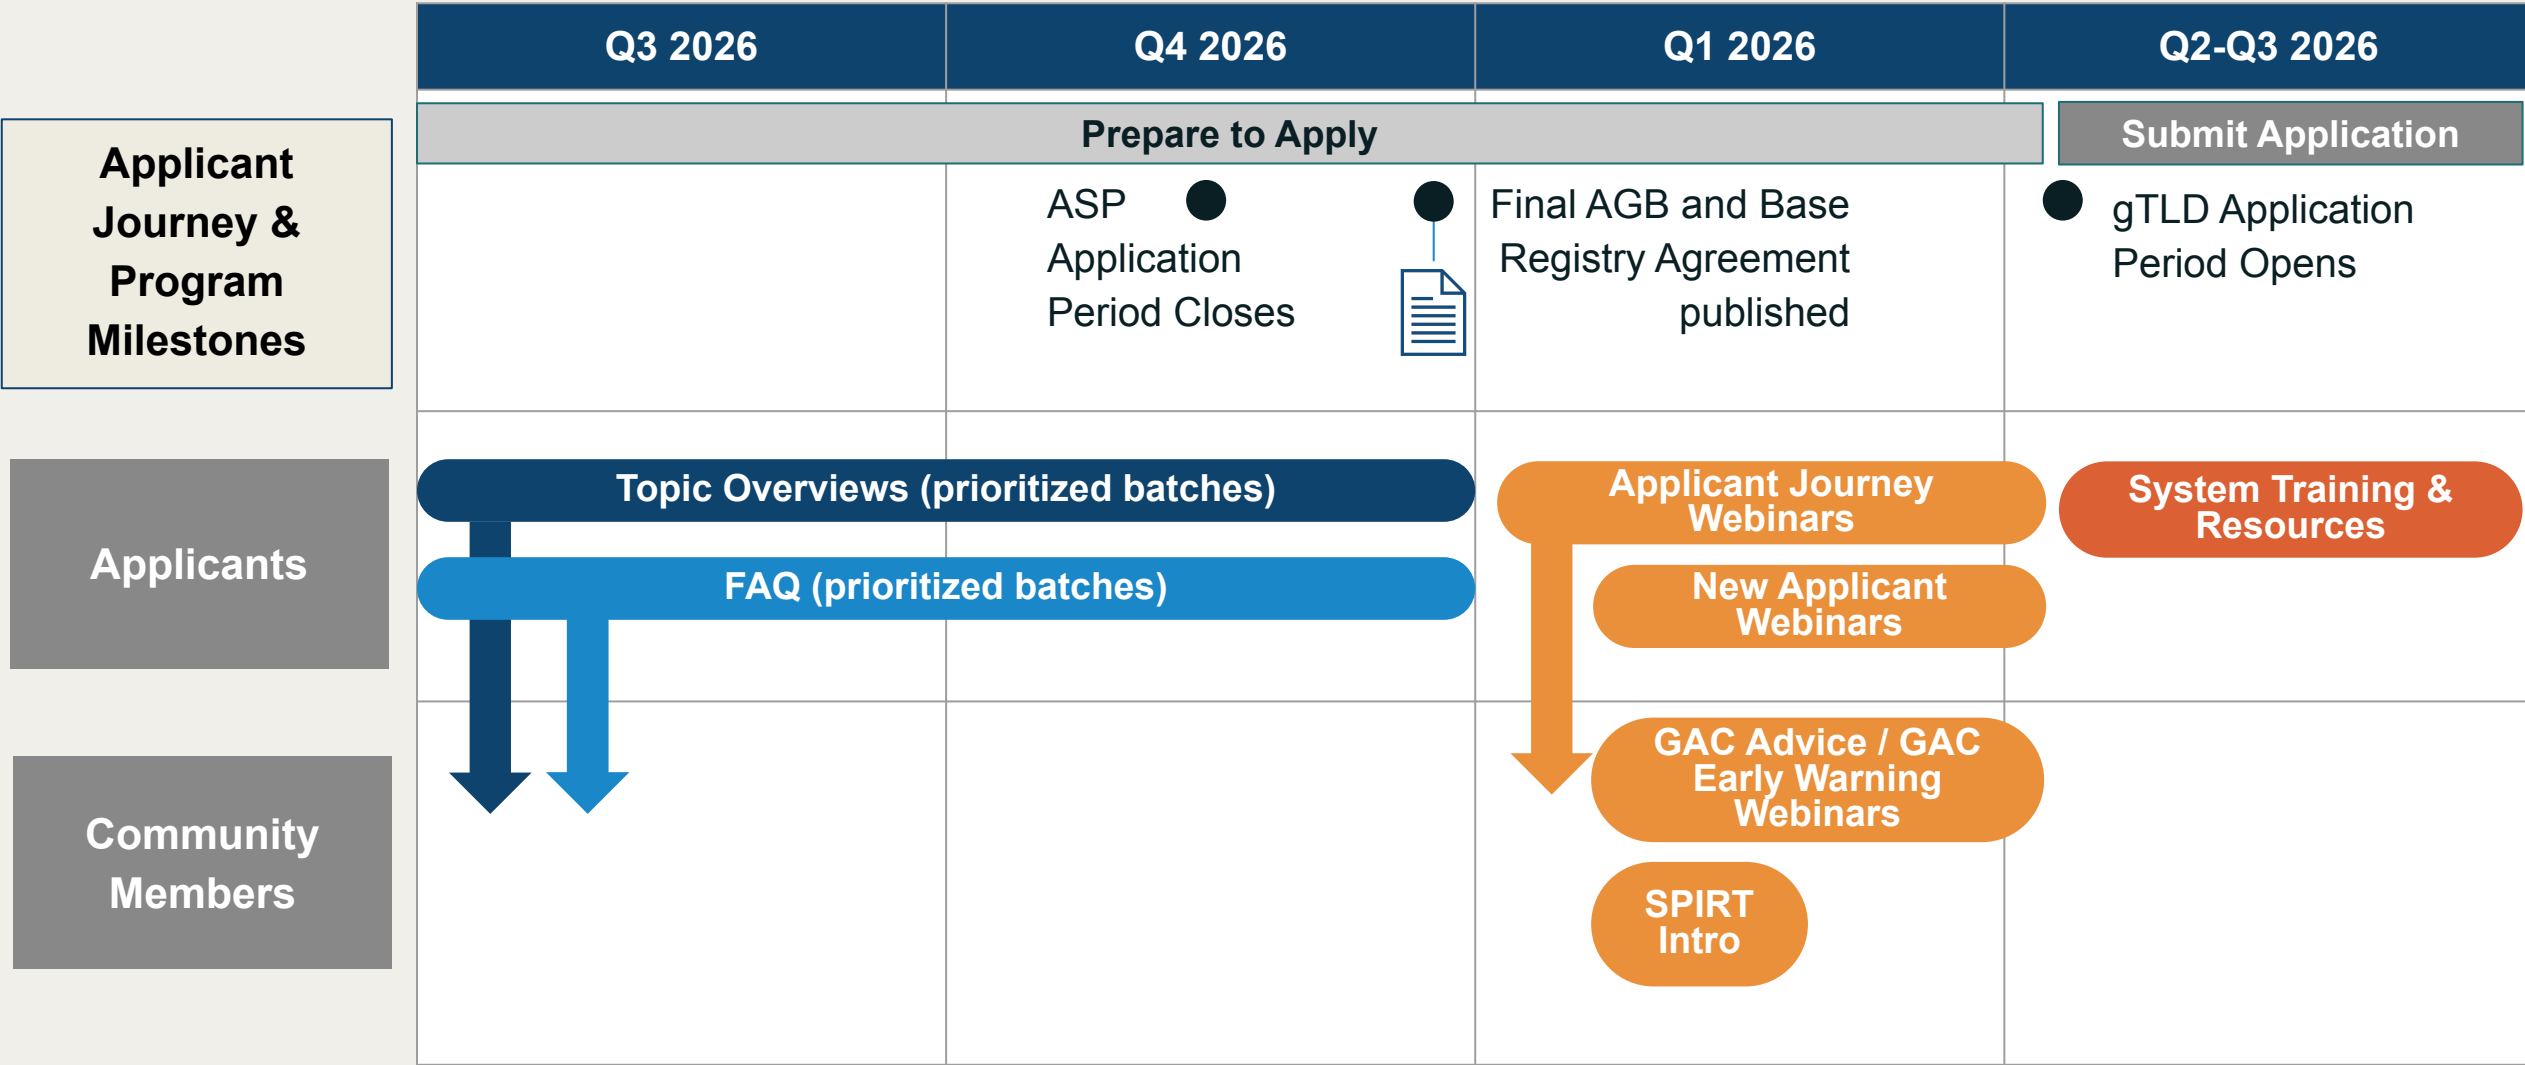 Q3 2026
Q4 2026
Q1 2026
Q2-Q3 2026
Prepare to Apply
Submit Application
Applicant
Journey &
Program
Milestones
ASP
Application
Period Closes
Final AGB and Base
Registry Agreement
published
gTLD Application
Period Opens
Applicants
Topic Overviews (prioritized batches)
FAQ (prioritized batches)
Applicant Journey
Webinars
New Applicant
Webinars
System Training &
Resources
Community
Members
GAC Advice / GAC
Early Warning
Webinars
SPIRT
Intro